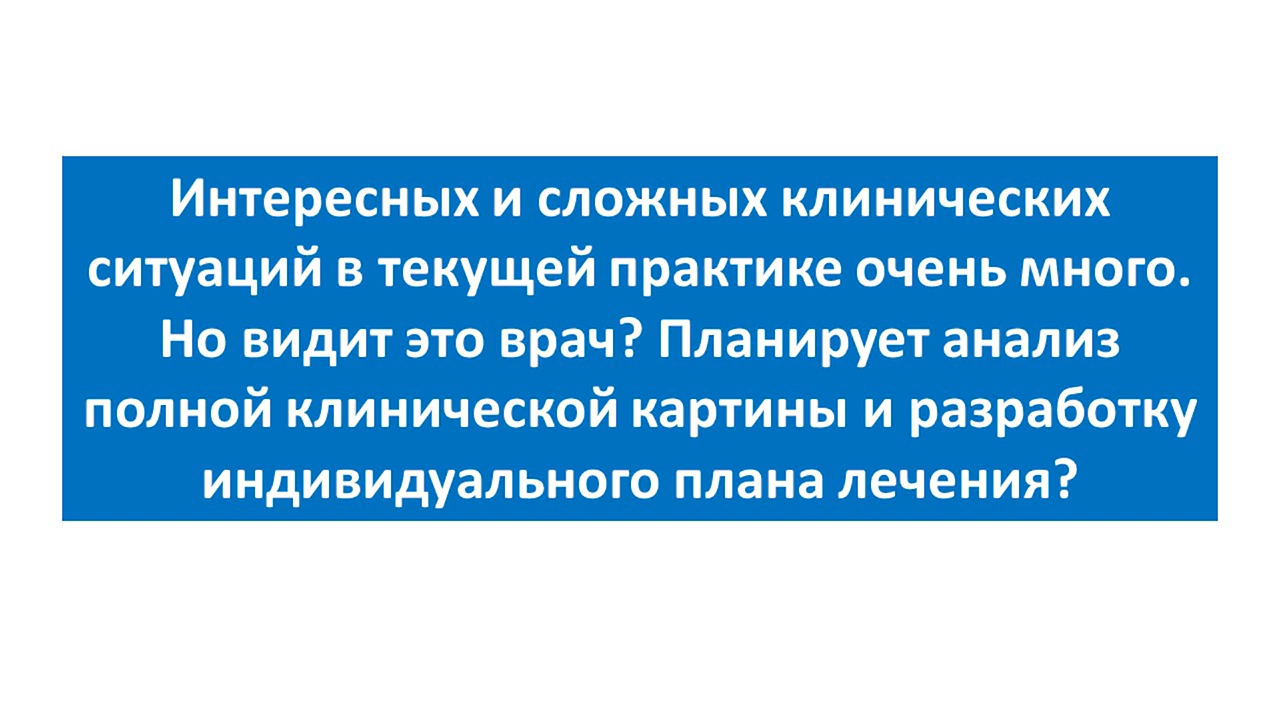 Интересных и сложных клинических
ситуаций в текущей практике очень много.
Но видит это врач? Планирует анализ
полной клинической картины и разработку
индивидуального плана лечения?